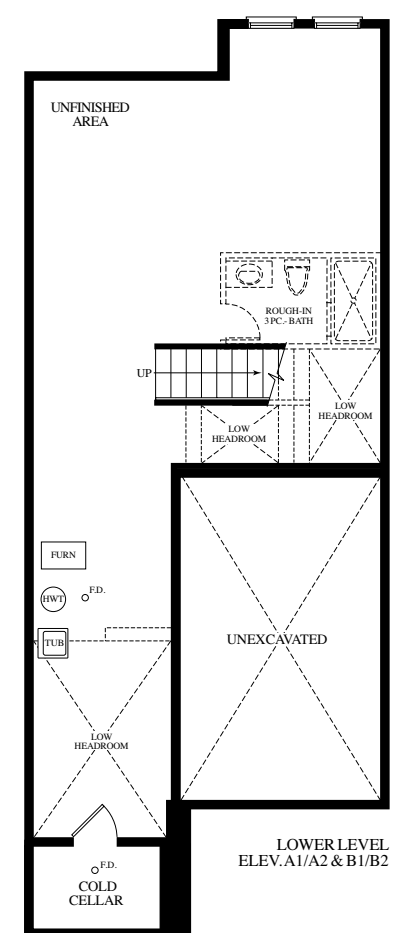 UNFINISHED
AREA
ROUGH-IN
3 PC.- BATH
UP
LOW
HEADROOM
LOW
HEADROOM
FURN
HWT
F.D.
TUB
UNEXCAVATED
LOW
HEADROOM
LOWER LEVEL
ELEV. A1/A2 & B1/B2
F.D.
COLD
CELLAR